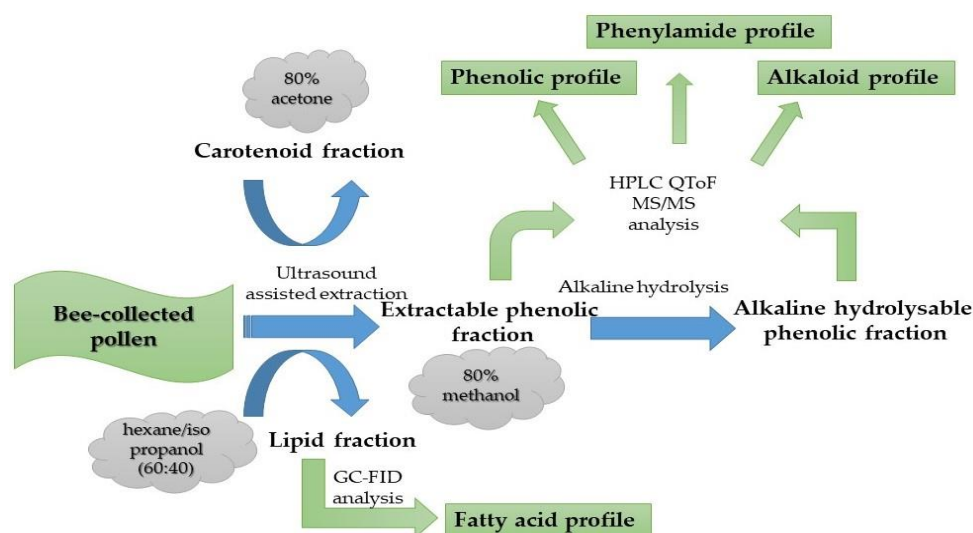 Phenylamide profile
Phenolic profile
Alkaloid profile
80%
acetone
Carotenoid fraction
HPLC QToF
MS/MS
analysis
Bee-collected
pollen
Ultrasound
assisted extraction
Extractable phenolic
fraction
Alkaline hydrolysis
Alkaline hydrolysable
phenolic fraction
80%
methanol
hexane/iso
propanol
(60:40)
Lipid fraction
GC-FID
analysis
Fatty acid profile